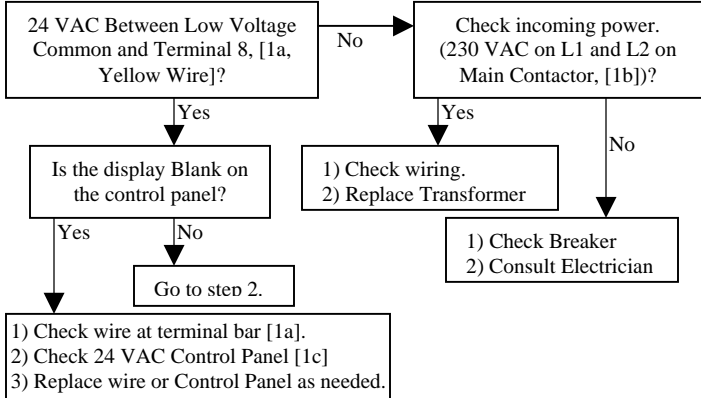 24 VAC Between Low Voltage
Common and Terminal 8, [1a,
Yellow Wire]?
No
Check incoming power.
(230 VAC on L1 and L2 on
Main Contactor, [1b])?
Yes
Is the display Blank on
the control panel?
Yes
1) Check wiring.
2) Replace Transformer
No
1) Check Breaker
2) Consult Electrician
Yes
No
Go to step 2.
1) Check wire at terminal bar [1a].
2) Check 24 VAC Control Panel [1c]
3) Replace wire or Control Panel as needed.